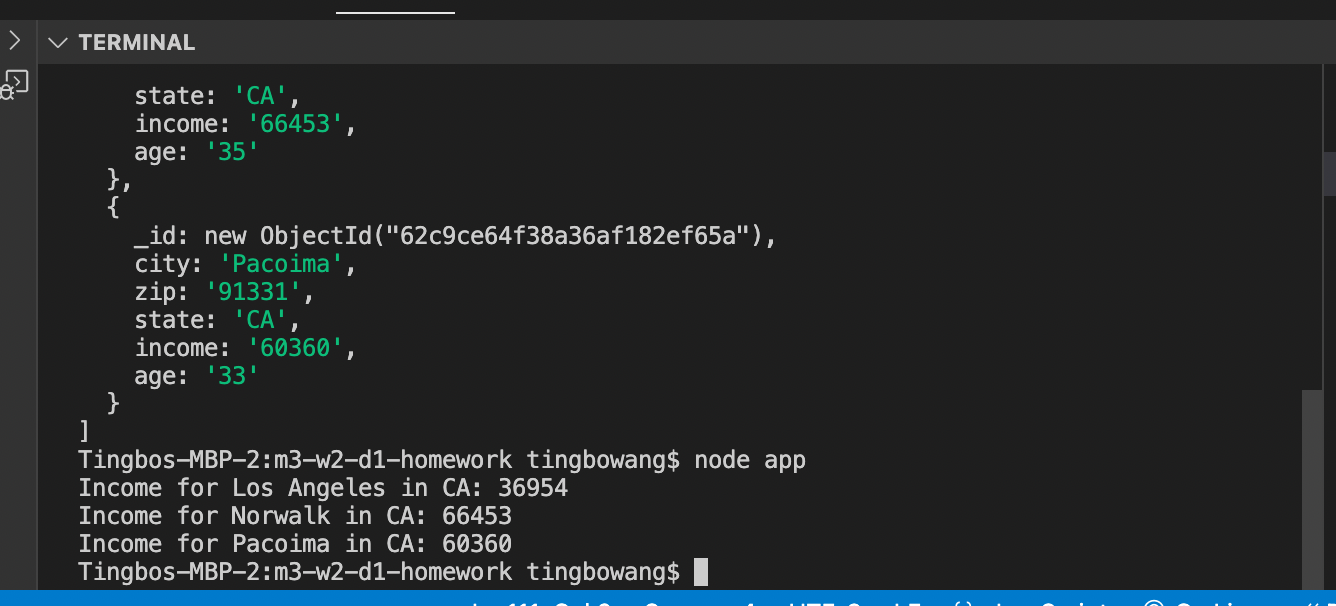 TERMINAL
state: 'CA',
income: '66453',
age: '35'
},
{
_id: new ObjectId("62c9ce64f38a36af182ef65a"),
city: 'Pacoima',
zip: '91331',
state: 'CA',
income: '60360',
age: '33'
}
]
Tingbos-MBP-2:m3-w2-d1-homework tingbowang$ node app
Income for Los Angeles in CA: 36954
Income for Norwalk in CA: 66453
Income for Pacoima in CA: 60360
Tingbos-MBP-2:m3-w2-d1-homework tingbowang$